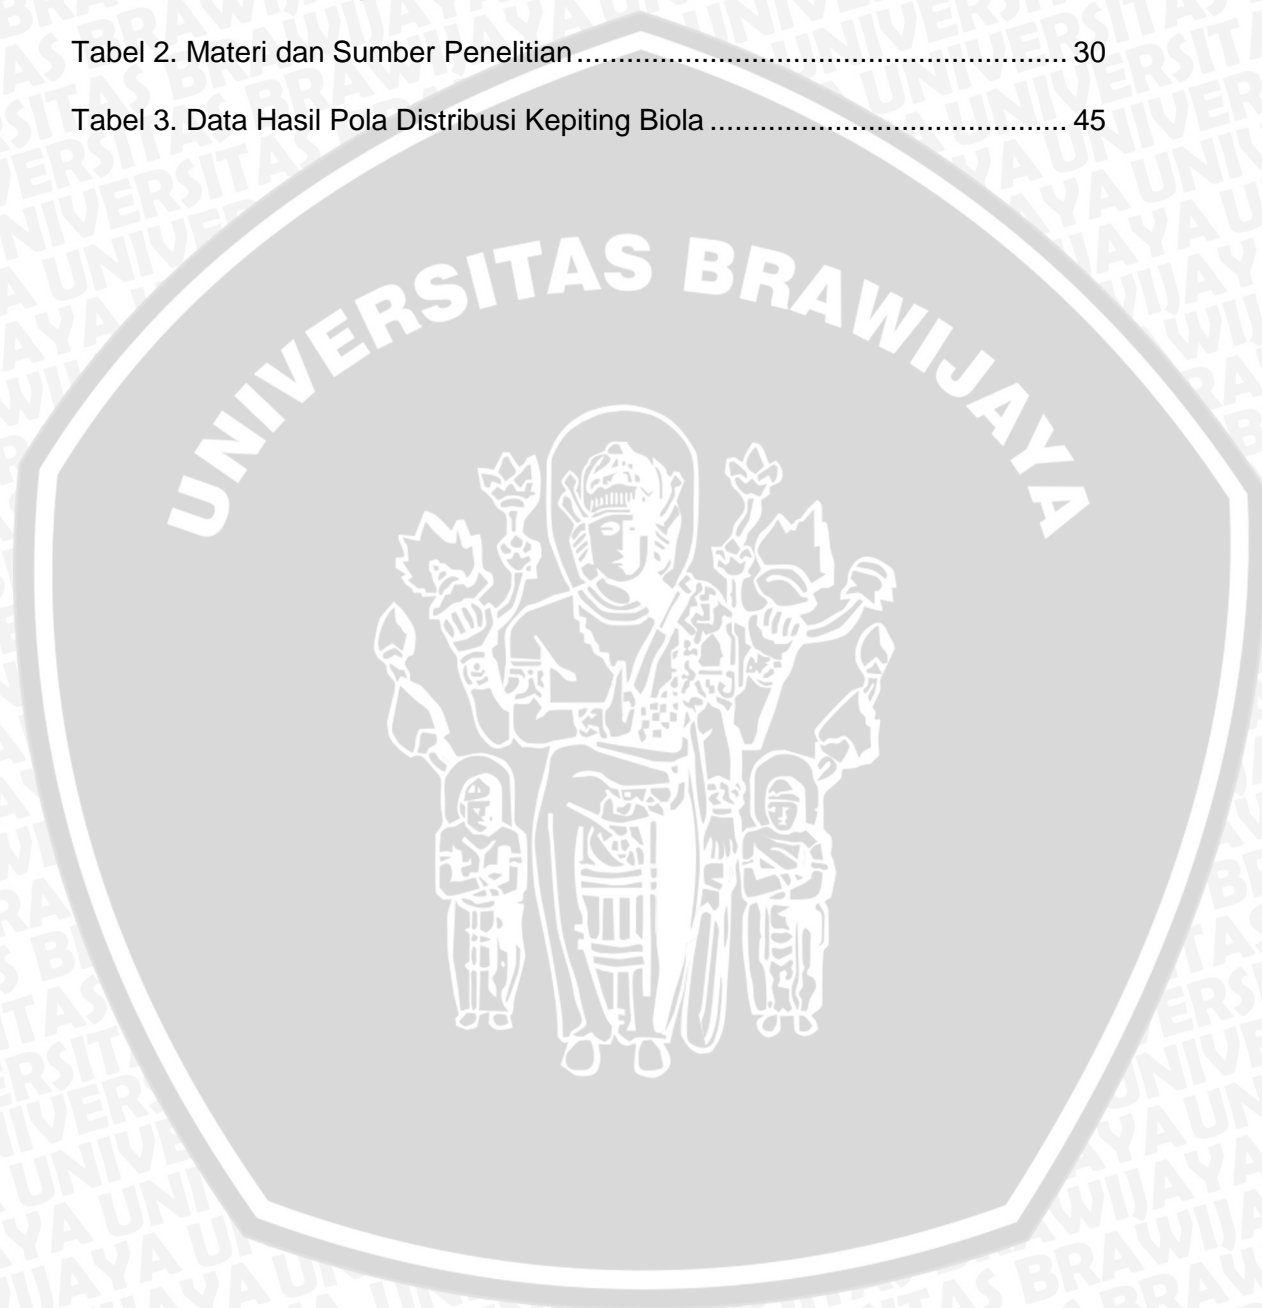 Tabel 2. Materi dan Sumber Penelitian ........................................................... 30
Tabel 3. Data Hasil Pola Distribusi Kepiting Biola ........................................... 45
UNIVERSITAS BRAWIJAYA